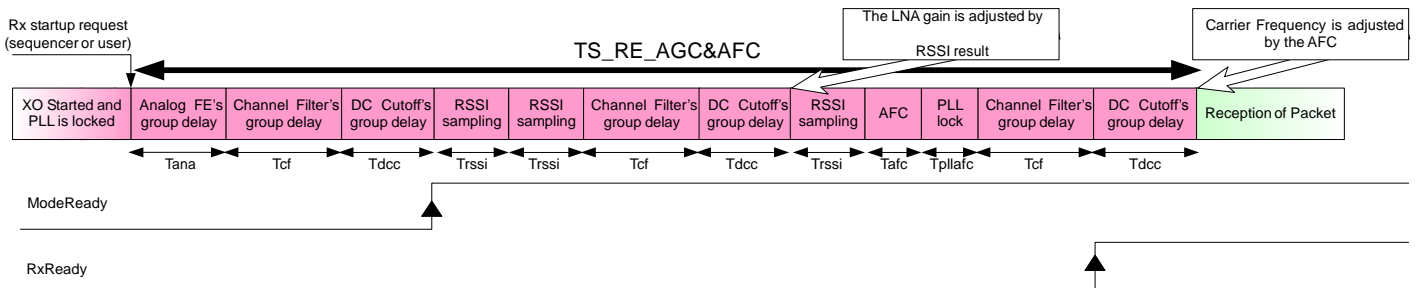 Rx startup request
(sequencer or user)
TS_RE_AGC&AFC
The LNA gain is adjusted by
RSSI result
Carrier Frequency is adjusted
by the AFC
XO Started and
PLL is locked
Analog FE's
group delay
Channel Filter's
group delay
DC Cutoff's
group delay
RSSI
sampling
RSSI
sampling
Channel Filter's
group delay
DC Cutoff's
group delay
RSSI
sampling
AFC
PLL
lock
Channel Filter's
group delay
DC Cutoff's
group delay
Reception of Packet
Tana
Tcf
Tdcc
Trssi
Trssi
Tcf
Tdcc
Trssi
Tafc
Tpllafc
Tcf
Tdcc
ModeReady
RxReady